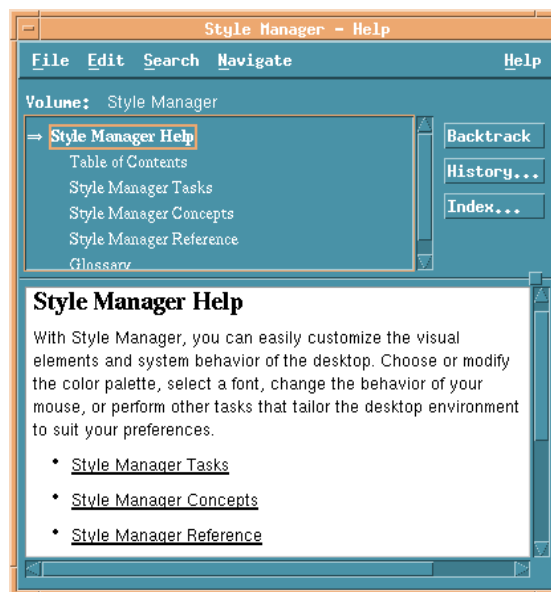 Style Manager - Help
File Edit Search Navigate Help
Volume: Style Manager
⇒ Style Manager Help
Table of Contents
Style Manager Tasks
Style Manager Concepts
Style Manager Reference
Glossary
Backtrack
History...
Index...
Style Manager Help
With Style Manager, you can easily customize the visual
elements and system behavior of the desktop. Choose or modify
the color palette, select a font, change the behavior of your
mouse, or perform other tasks that tailor the desktop environment
to suit your preferences.
• Style Manager Tasks
• Style Manager Concepts
• Style Manager Reference